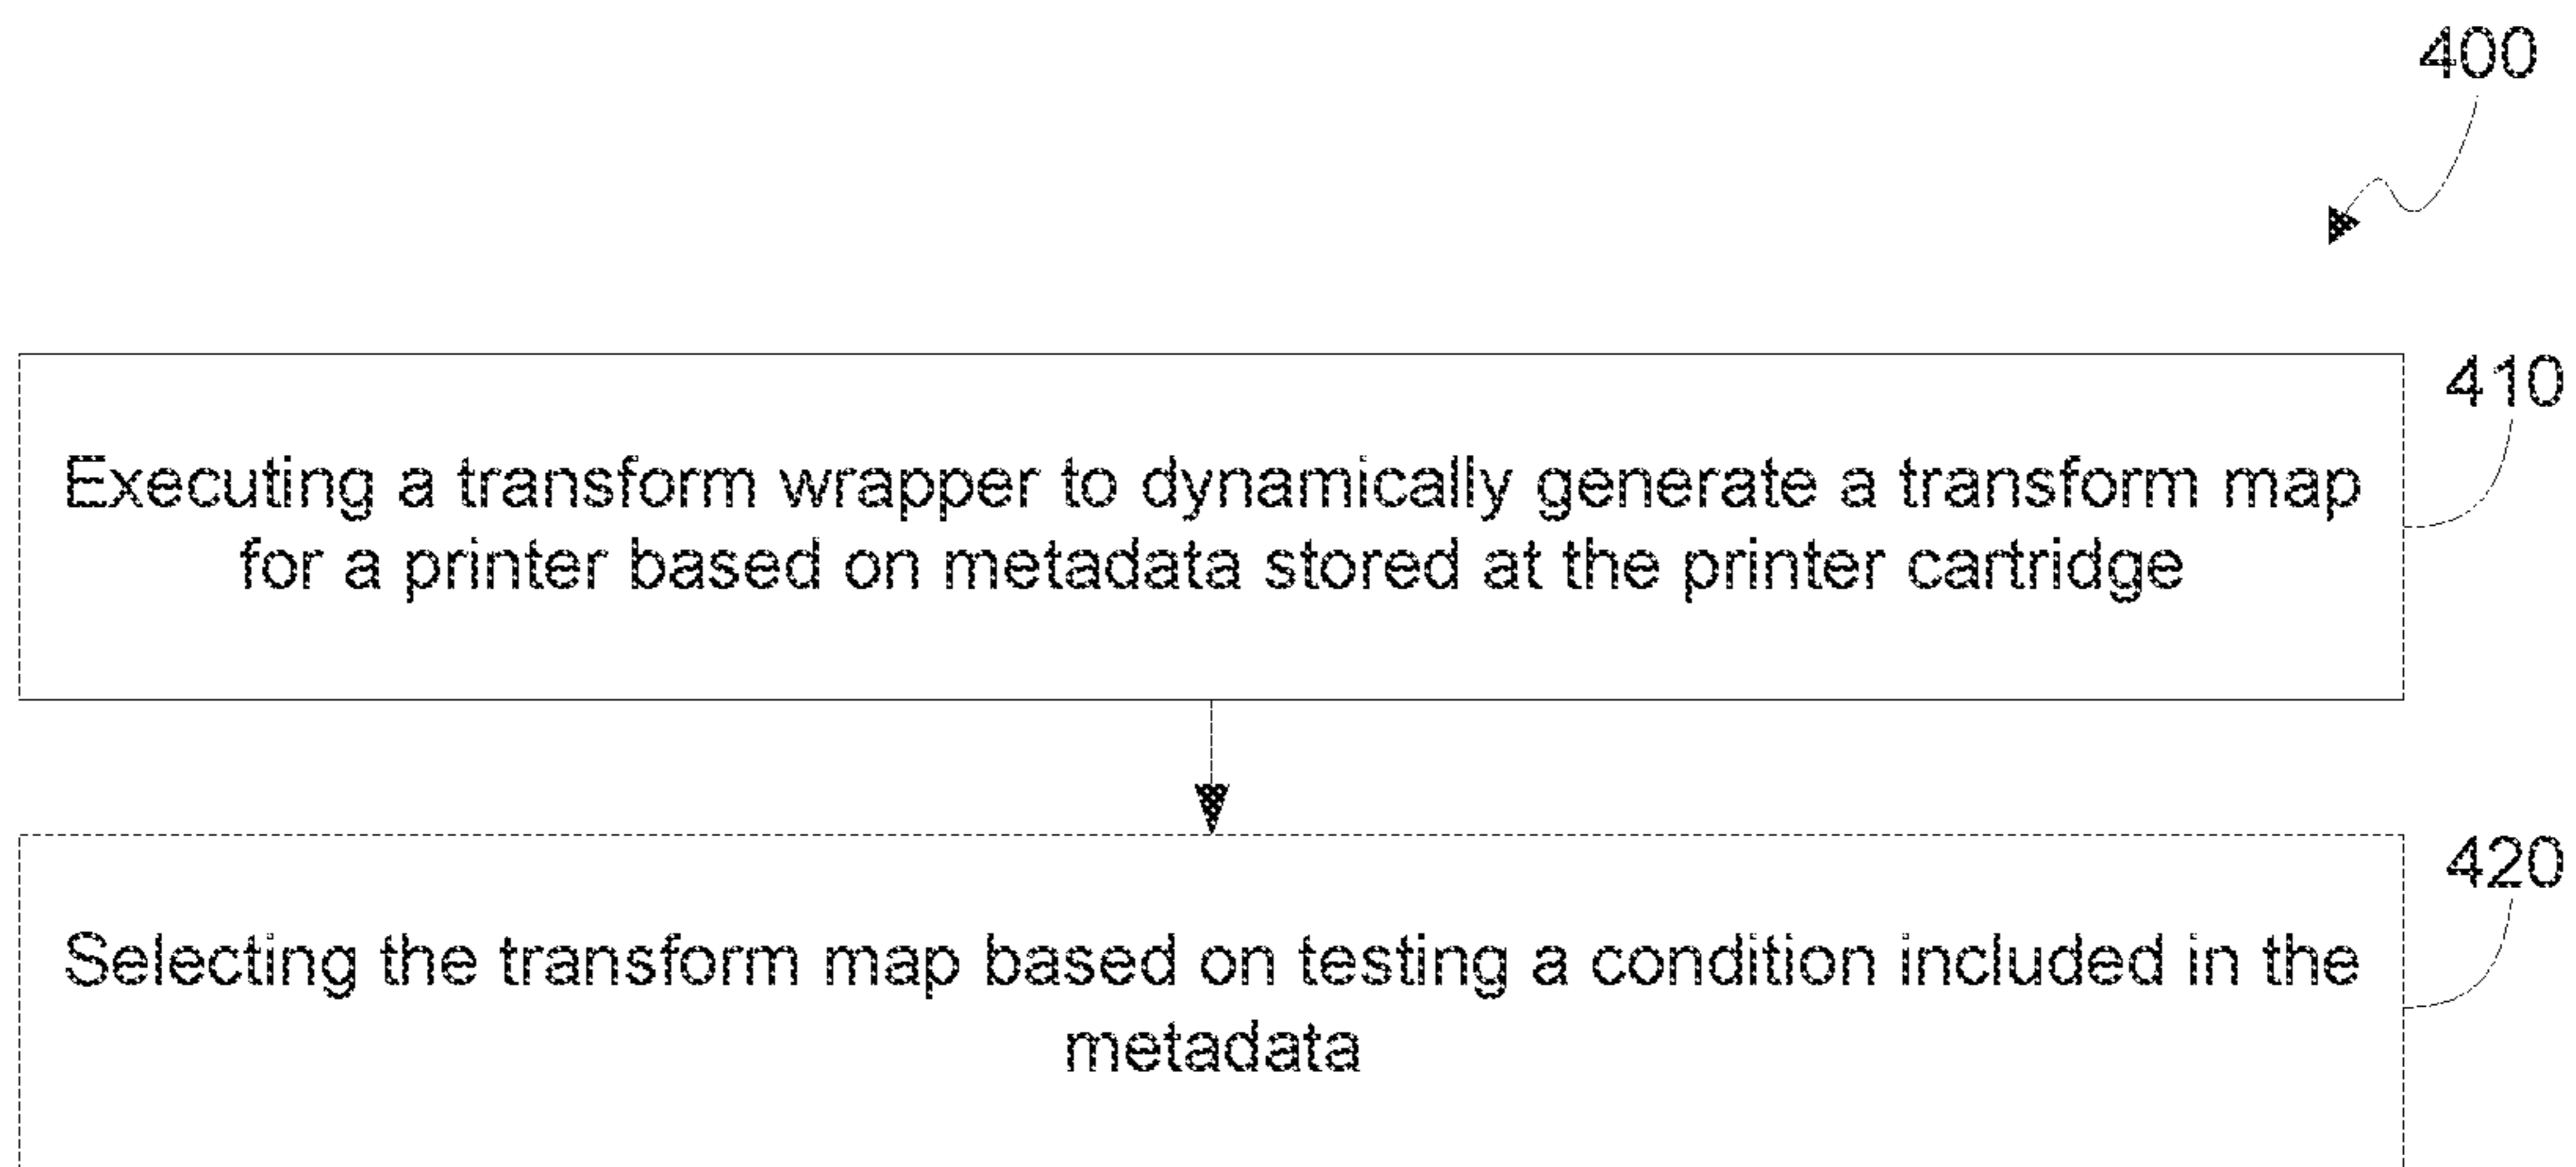 400
410
Executing a transform wrapper to dynamically generate a transform map
for a printer based on metadata stored at the printer cartridge
420
Selecting the transform map based on testing a condition included in the
metadata